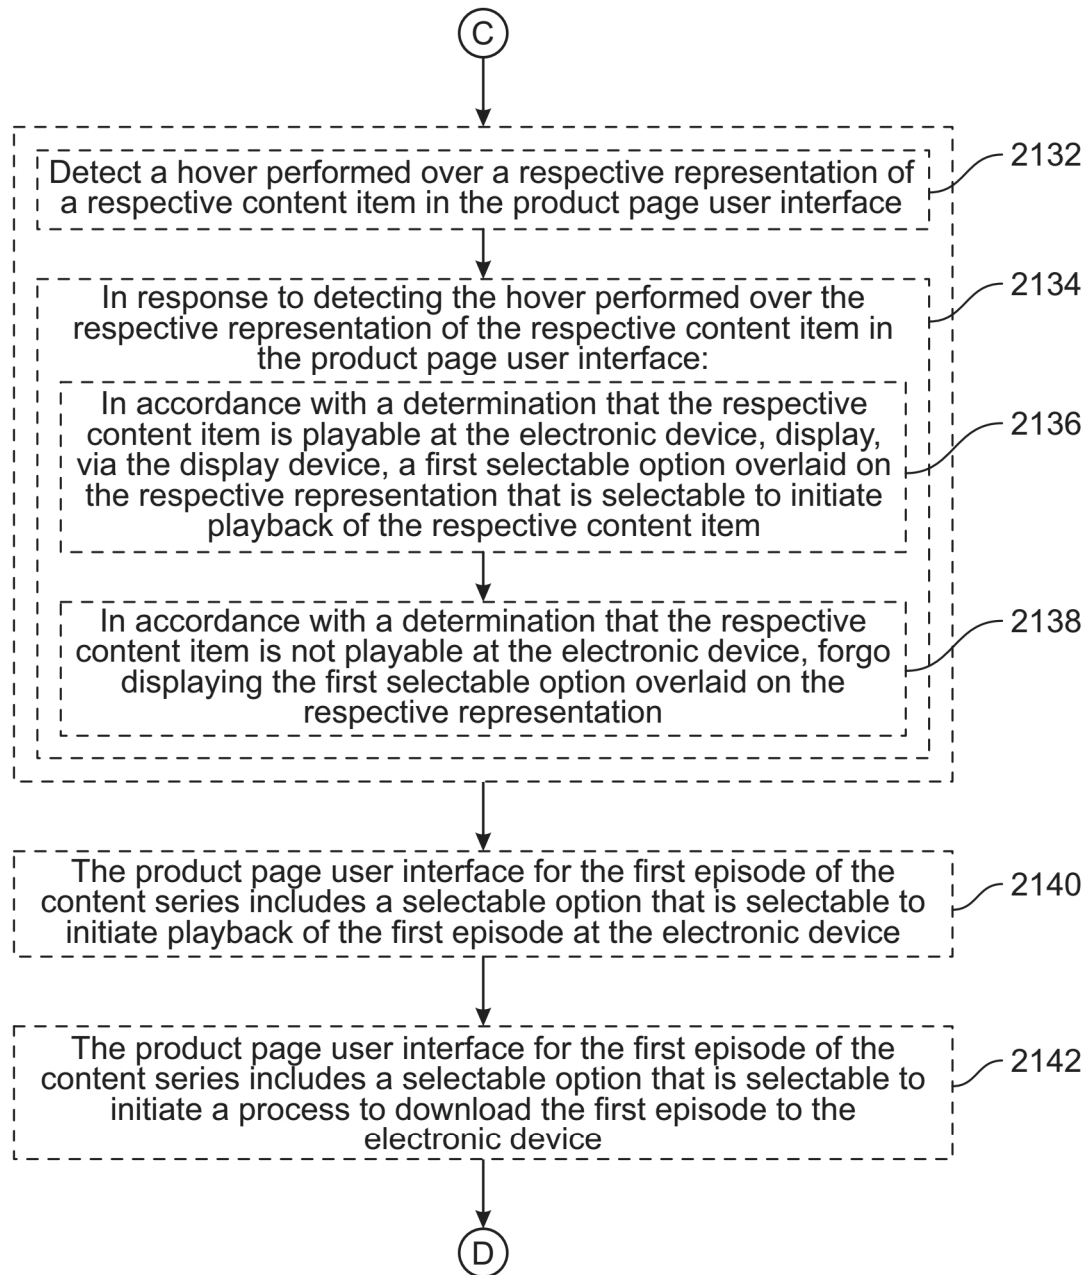 C
Detect a hover performed over a respective representation of
a respective content item in the product page user interface
2132
In response to detecting the hover performed over the
respective representation of the respective content item in
the product page user interface:
2134
In accordance with a determination that the respective
content item is playable at the electronic device, display,
via the display device, a first selectable option overlaid on
the respective representation that is selectable to initiate
playback of the respective content item
2136
In accordance with a determination that the respective
content item is not playable at the electronic device, forgo
displaying the first selectable option overlaid on the
respective representation
2138
The product page user interface for the first episode of the
content series includes a selectable option that is selectable to
initiate playback of the first episode at the electronic device
2140
The product page user interface for the first episode of the
content series includes a selectable option that is selectable to
initiate a process to download the first episode to the
electronic device
2142
D